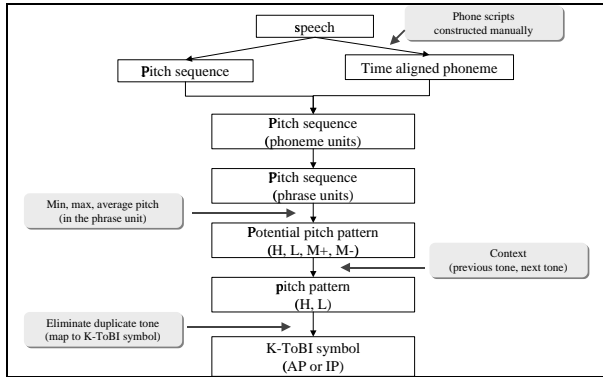 Phone scripts
constructed manually
speech
Pitch sequence
Time aligned phoneme
Pitch sequence
(phoneme units)
Pitch sequence
(phrase units)
Min, max, average pitch
(in the phrase unit)
Potential pitch pattern
(H, L, M+, M-)
Context
(previous tone, next tone)
pitch pattern
(H, L)
Eliminate duplicate tone
(map to K-ToBI symbol)
K-ToBI symbol
(AP or IP)